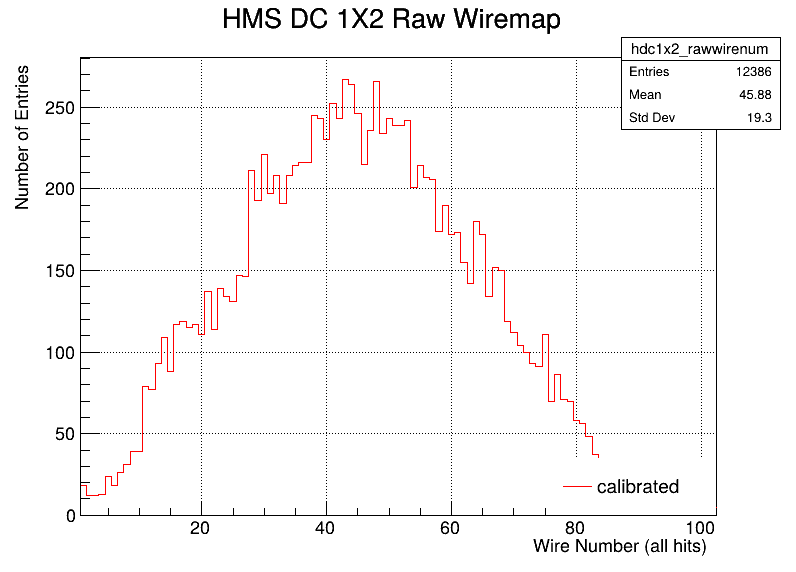 HMS DC 1X2 Raw Wiremap
hdc1x2_rawwirenum
Entries 12386
Mean 45.88
Std Dev 19.3
Number of Entries
250
200
150
100
50
0
20 40 60 80 100
Wire Number (all hits)
calibrated